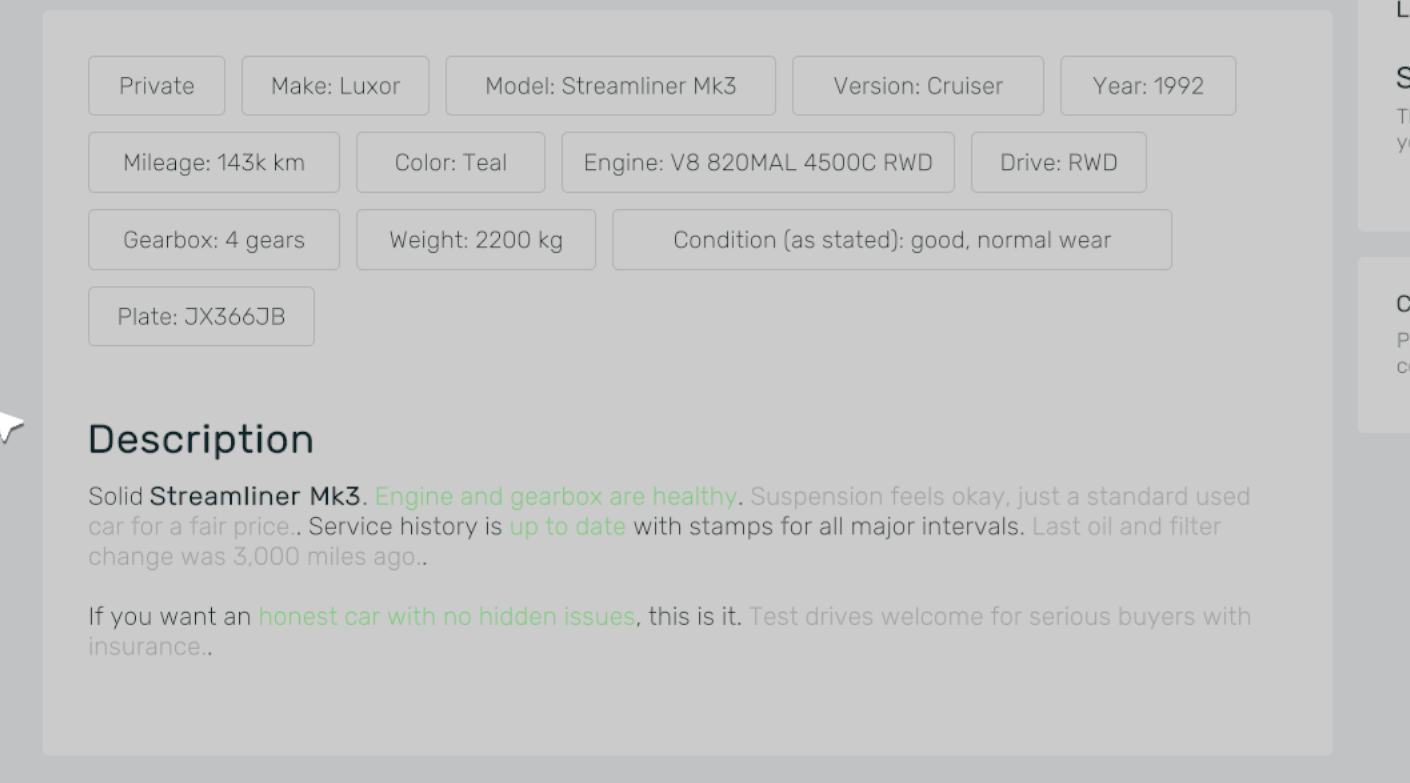 Private Make: Luxor Model: Streamliner Mk3 Version: Cruiser Year: 1992
Mileage: 143k km Color: Teal Engine: V8 820MAL 4500C RWD Drive: RWD
Gearbox: 4 gears Weight: 2200 kg Condition (as stated): good, normal wear
Plate: JX366JB
Description
Solid Streamliner Mk3. Engine and gearbox are healthy. Suspension feels okay, just a standard used
car for a fair price.. Service history is up to date with stamps for all major intervals. Last oil and filter
change was 3,000 miles ago..
If you want an honest car with no hidden issues, this is it. Test drives welcome for serious buyers with
insurance..